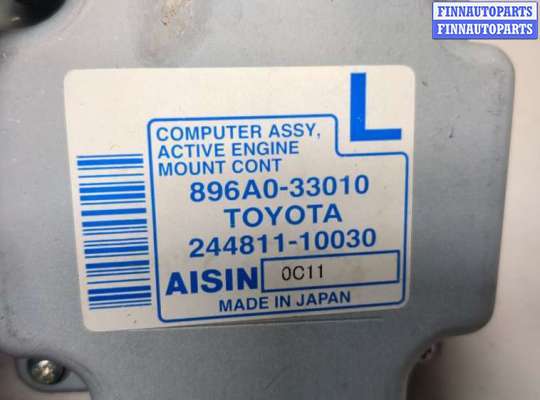 FINNAUTOPARTS
FINNAUTOPARTS
L
COMPUTER ASSY,
ACTIVE ENGINE
MOUNT CONT
896A0-33010
TOYOTA
244811-10030
AISIN 0C11
MADE IN JAPAN